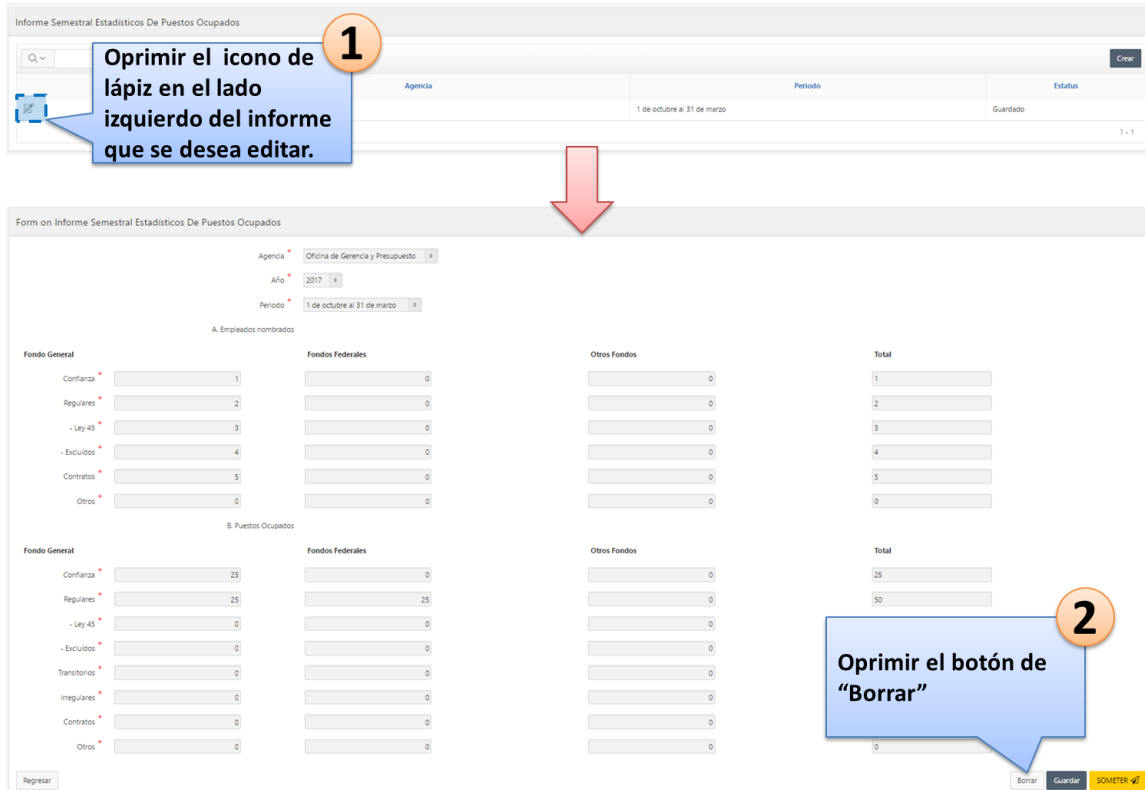 Informe Semestral Estadísticos De Puestos Ocupados
1
Oprimir el icono de
lápiz en el lado
izquierdo del informe
que se desea editar.
Crear
Agencia Periodo Estatus
1 de octubre al 31 de marzo Guardado
1 - 1
Form on Informe Semestral Estadísticos De Puestos Ocupados
Agencia * Oficina de Gerencia y Presupuesto
Año * 2017
Periodo * 1 de octubre al 31 de marzo
A. Empleados nombrados
Fondo General Fondos Federales Otros Fondos Total
Confianza * 1 0 0 1
Regulares * 2 0 0 2
- Ley 45 * 3 0 0 3
- Excluídos * 4 0 0 4
Contratos * 5 0 0 5
Otros * 0 0 0 0
B. Puestos Ocupados
Fondo General Fondos Federales Otros Fondos Total
Confianza * 25 0 0 25
Regulares * 25 25 0 50
- Ley 45 * 0 0 0
- Excluídos * 0 0 0
Transitorios * 0 0 0
Irregulares * 0 0 0
Contratos * 0 0 0
Otros * 0 0 0 0
2
Oprimir el botón de
“Borrar”
Regresar Borrar Guardar SOMETER